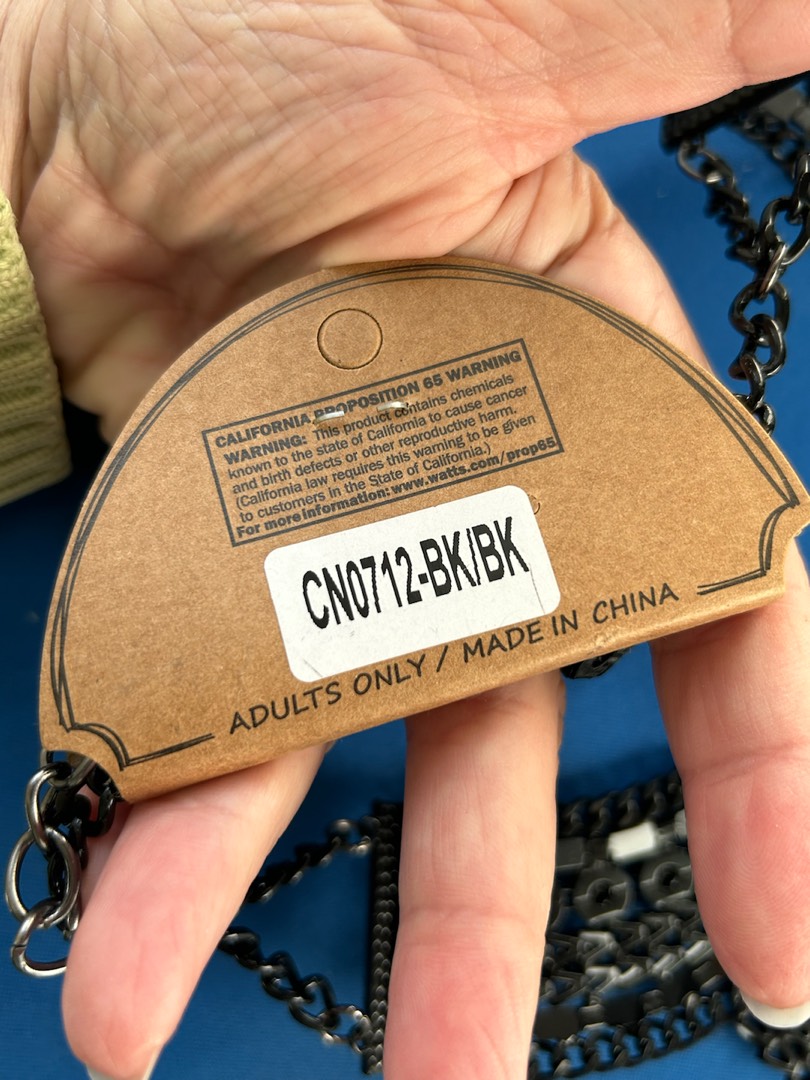 CALIFORNIA PROPOSITION 65 WARNING
WARNING: This product contains chemicals
known to the state of California to cause cancer
and birth defects or other reproductive harm.
(California law requires this warning to be given
to customers in the State of California.)
For more information: www.watts.com/prop65
CN0712-BK/BK
ADULTS ONLY / MADE IN CHINA